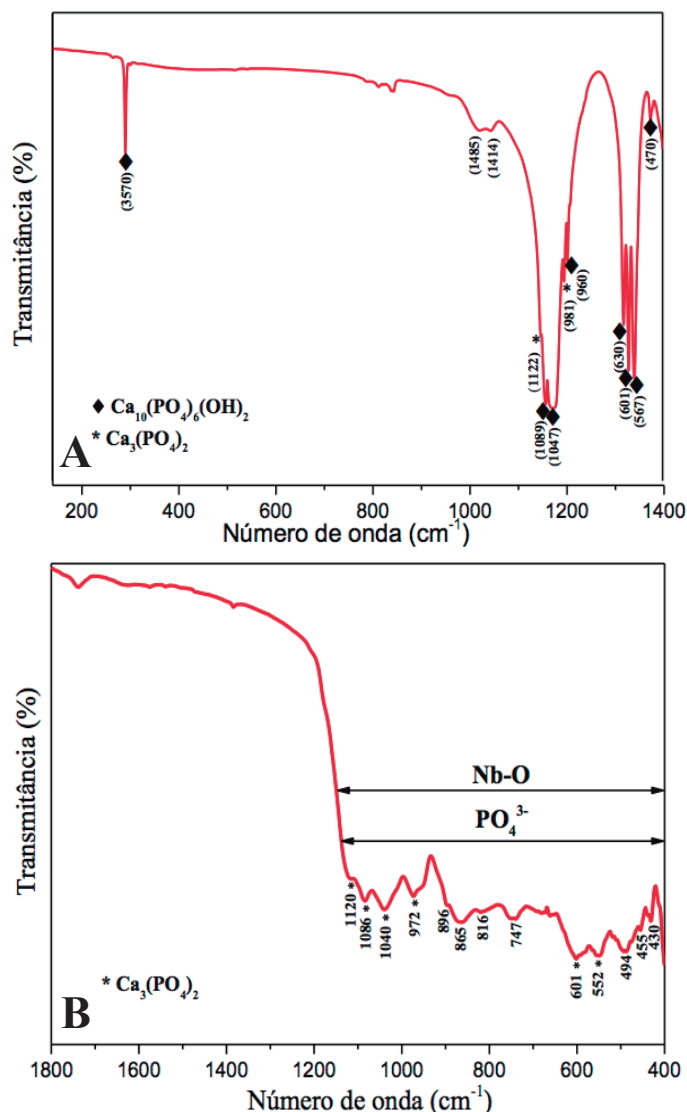 Transmitância (%)
(3570)
(1485)
(1414)
(1122) *
(1089)
(1047)
(981) *
(960)
(630)
(601)
(567)
(470)
◆ Ca₁₀(PO₄)₆(OH)₂
* Ca₃(PO₄)₂
A
200 400 600 800 1000 1200 1400
Número de onda (cm⁻¹)
Transmitância (%)
Nb-O
PO₄³⁻
1120 *
1086 *
1040 *
972 *
896
865
816
747
601 *
552 *
494
455
430
* Ca₃(PO₄)₂
B
1800 1600 1400 1200 1000 800 600 400
Número de onda (cm⁻¹)